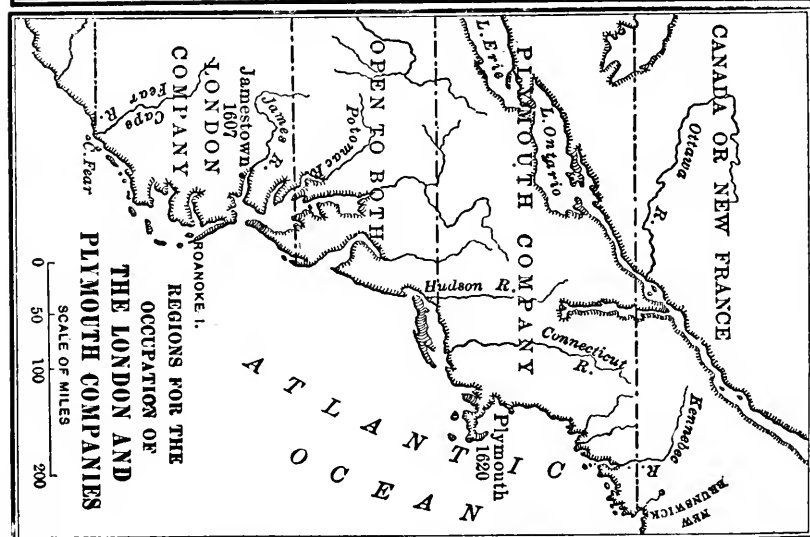 CANADA OR NEW FRANCE
Ottawa
R.
L. Erie
L. Ontario
PLYMOUTH COMPANY
Hudson R.
Connecticut
R.
Kennebec
R
NEW
BRUNSWICK
Plymouth
1620
OPEN TO BOTH
Potomac R.
James
R.
Jamestown
1607
LONDON
COMPANY
Cape
Fear
R.
C. Fear
ROANOKE I.
ATLANTIC
OCEAN
REGIONS FOR THE
OCCUPATION OF
THE LONDON AND
PLYMOUTH COMPANIES
SCALE OF MILES
0 50 100 200